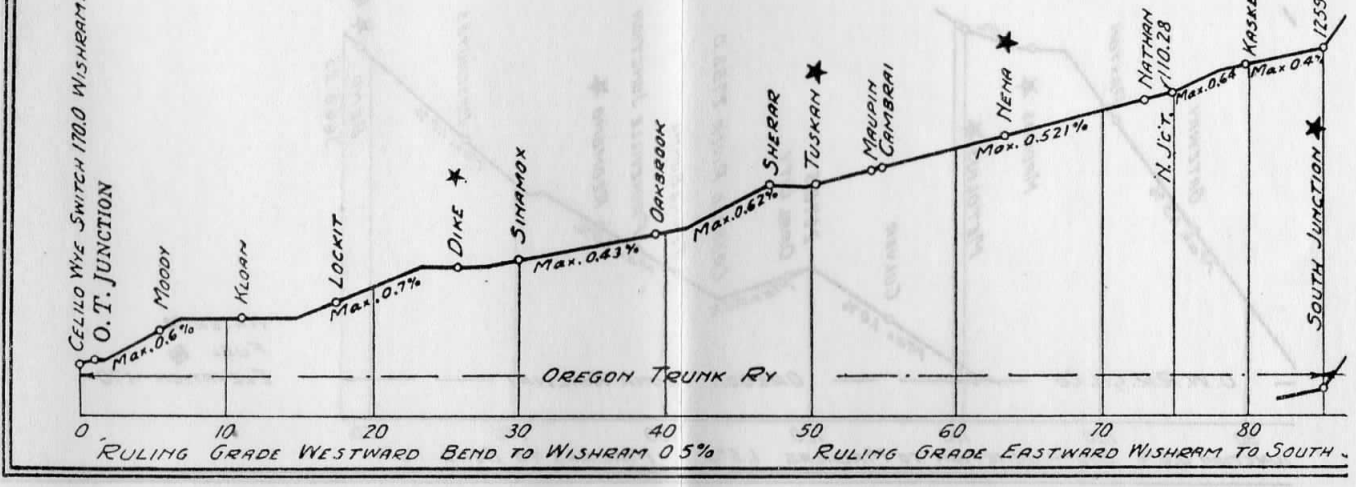 CELILO WYE SWITCH 170.0 WISHRAM.
O. T. JUNCTION
MOODY
Max. 0.6%
KLOAN
LOCKIT
Max. 0.7%
DIKE
SINAMOX
Max. 0.43%
OAKBROOK
Max. 0.62%
SHERAR
TUSKAN
MAUPIN
CAMBRAI
NENA
Max. 0.521%
NATHAN
N. JCT. 110.28
Max. 0.64
KASKE
Max 0.4%
1259
SOUTH JUNCTION
OREGON TRUNK RY
0 10 20 30 40 50 60 70 80
RULING GRADE WESTWARD BEND TO WISHRAM 0.5% RULING GRADE EASTWARD WISHRAM TO SOUTH